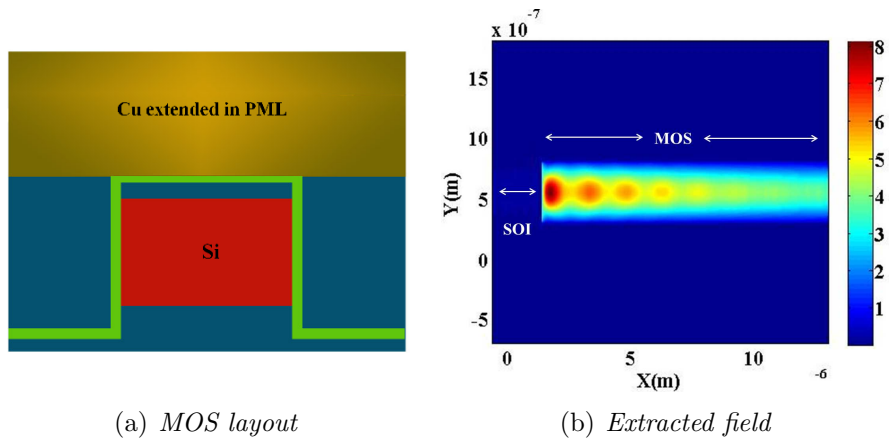 Cu extended in PML
Si
x 10^-7
15
10
5
0
-5
Y(m)
MOS
SOI
0
5
10
-6
X(m)
8
7
6
5
4
3
2
1
(a) MOS layout
(b) Extracted field